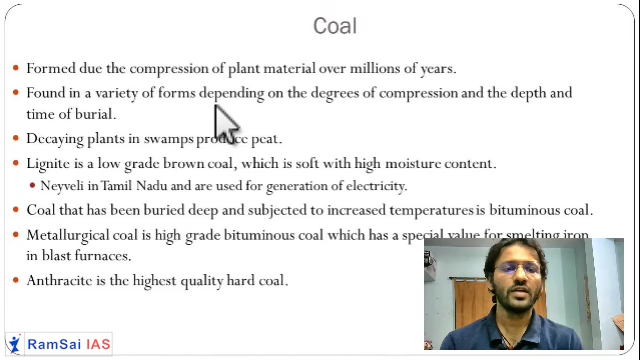 Coal
Formed due the compression of plant material over millions of years.
Found in a variety of forms depending on the degrees of compression and the depth and
time of burial.
Decaying plants in swamps produce peat.
Lignite is a low grade brown coal, which is soft with high moisture content.
Neyveli in Tamil Nadu and are used for generation of electricity.
Coal that has been buried deep and subjected to increased temperatures is bituminous coal.
Metallurgical coal is high grade bituminous coal which has a special value for smelting iron
in blast furnaces.
Anthracite is the highest quality hard coal.
RamSai IAS